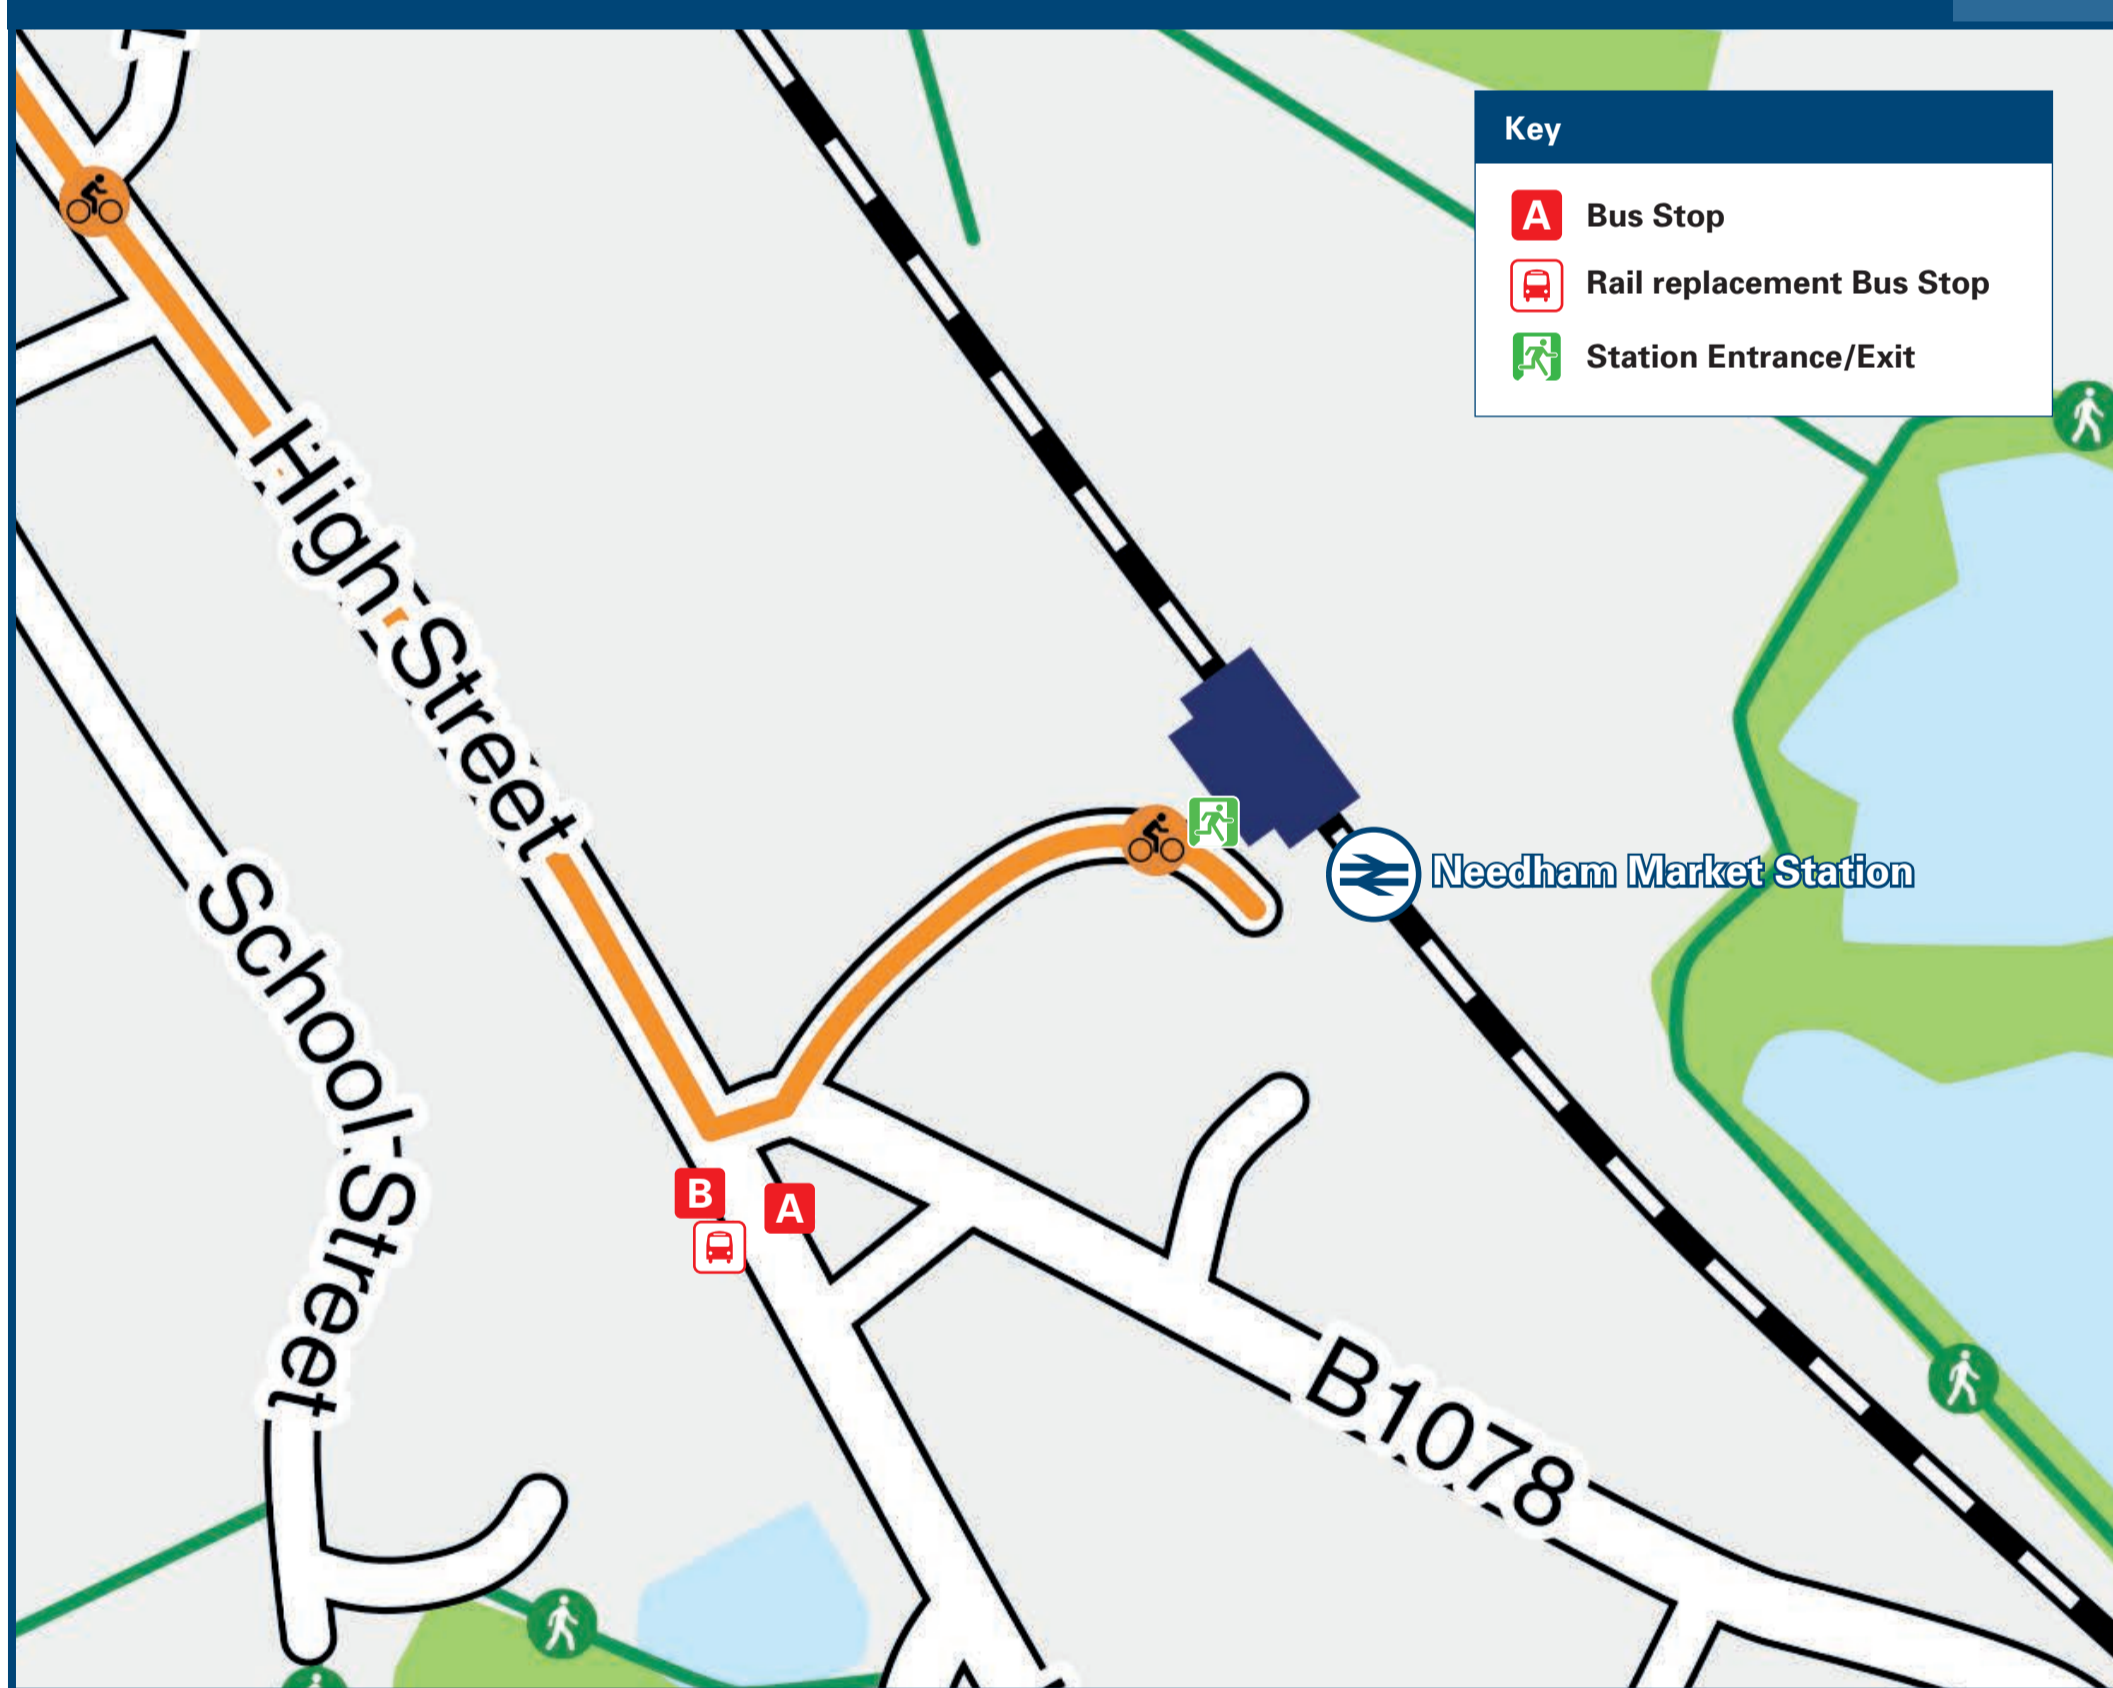 Key
A Bus Stop
Rail replacement Bus Stop
Station Entrance/Exit
High Street
Needham Market Station
School Street
B
A
B1078